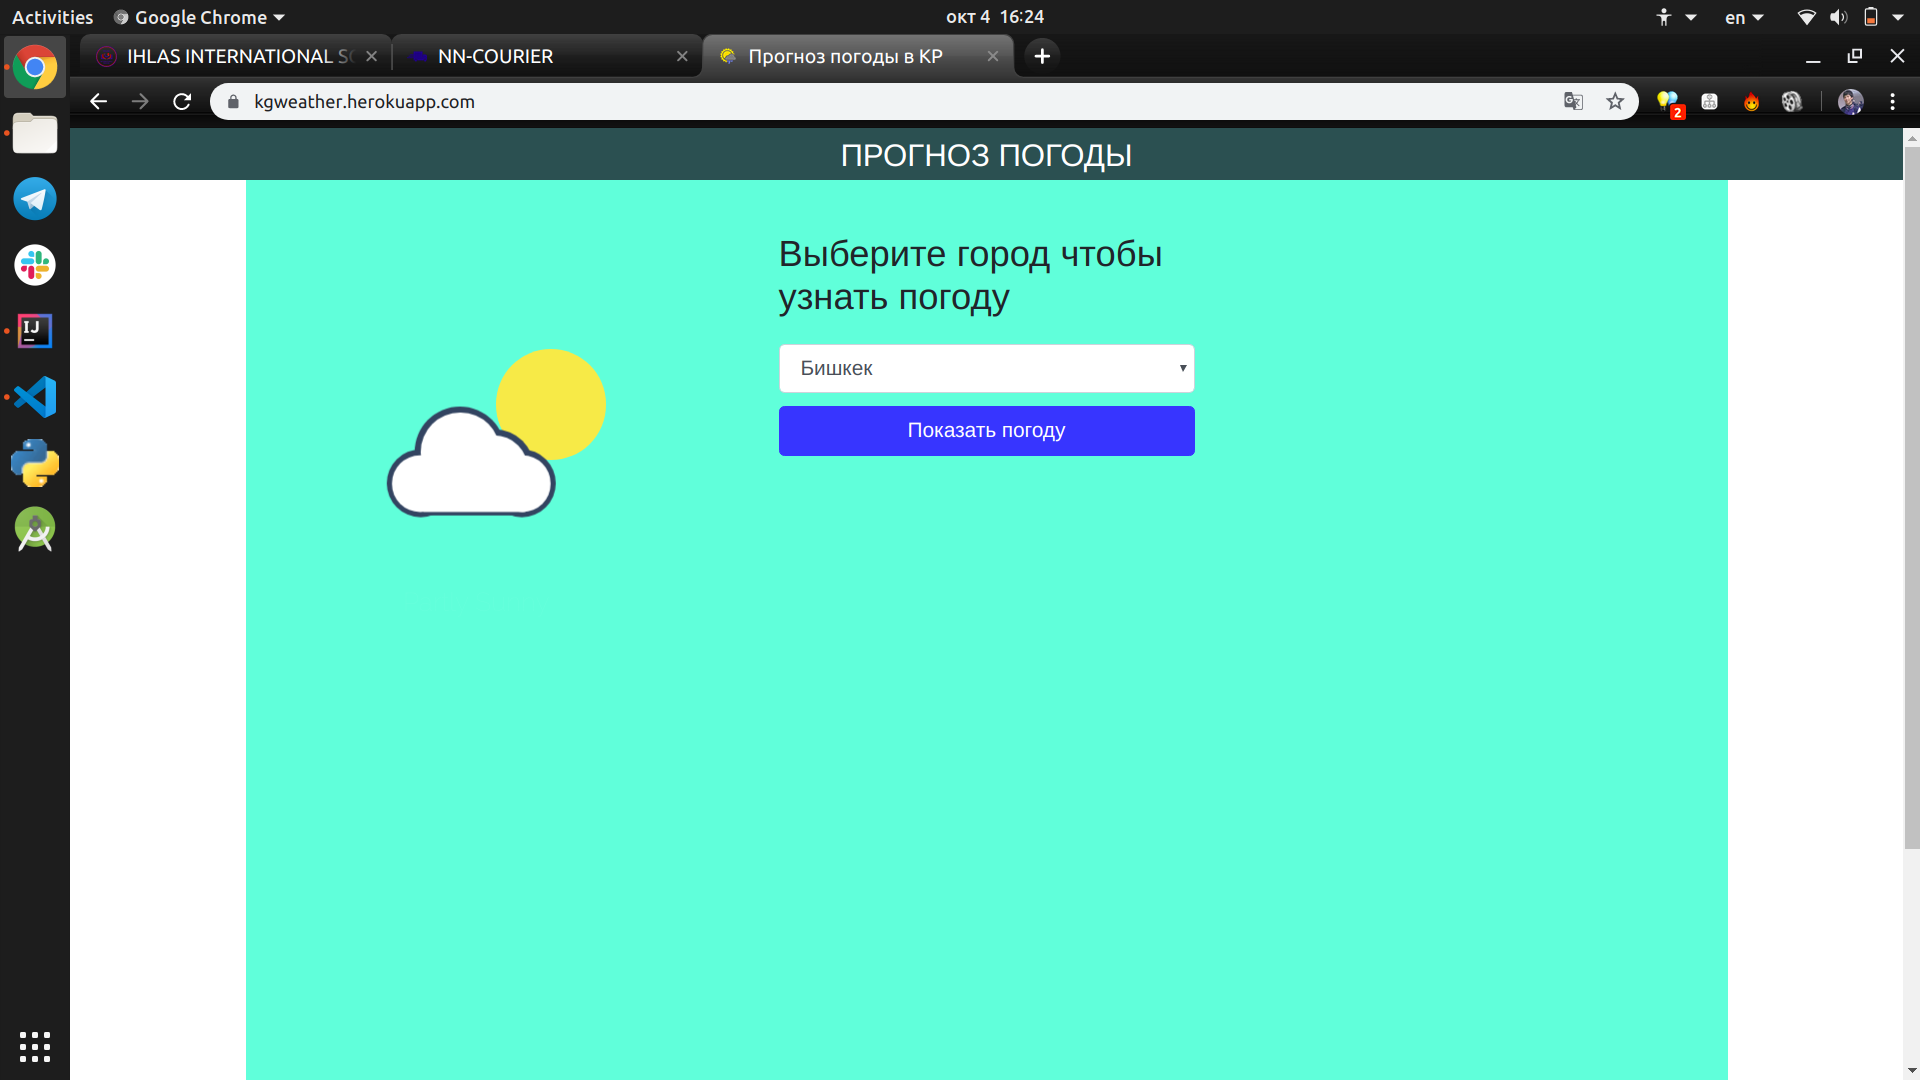 Activities Google Chrome окт 4 16:24 en
IHLAS INTERNATIONAL NN-COURIER Прогноз погоды в КР
kgweather.herokuapp.com 2
ПРОГНОЗ ПОГОДЫ
Выберите город чтобы
узнать погоду
Бишкек
Показать погоду
IJ